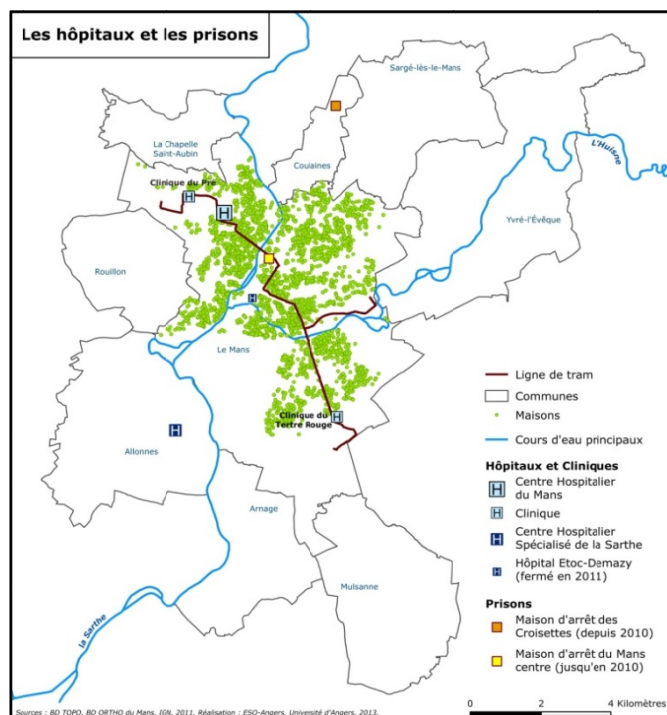 Les hôpitaux et les prisons
Sargé-lès-le-Mans
La Chapelle
Saint-Aubin
Coulaines
L'Huisne
Clinique du Pré
Yvré-l'Évêque
Rouillon
H
H
H
Le Mans
Ligne de tram
Communes
Maisons
Cours d'eau principaux
Clinique du
Tertre Rouge
H
H
Allonnes
Hôpitaux et Cliniques
H Centre Hospitalier
du Mans
H Clinique
H Centre Hospitalier
Spécialisé de la Sarthe
H Hôpital Etoc-Demazy
(fermé en 2011)
Arnage
Mulsanne
Prisons
Maison d'arrêt des
Croisettes (depuis 2010)
Maison d'arrêt du Mans
centre (jusqu'en 2010)
la Sarthe
0 2 4 Kilomètres
Sources : BD TOPO, BD ORTHO du Mans, IGN, 2011. Réalisation : ESO-Angers, Université d'Angers, 2013.